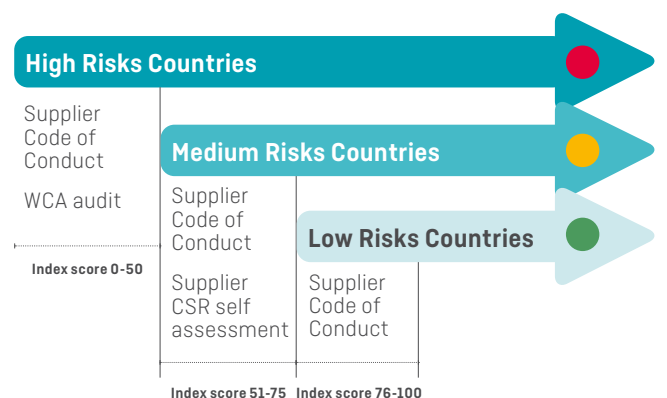 High Risks Countries
Supplier
Code of
Conduct
WCA audit
Index score 0-50
Medium Risks Countries
Supplier
Code of
Conduct
Supplier
CSR self
assessment
Index score 51-75
Low Risks Countries
Supplier
Code of
Conduct
Index score 76-100